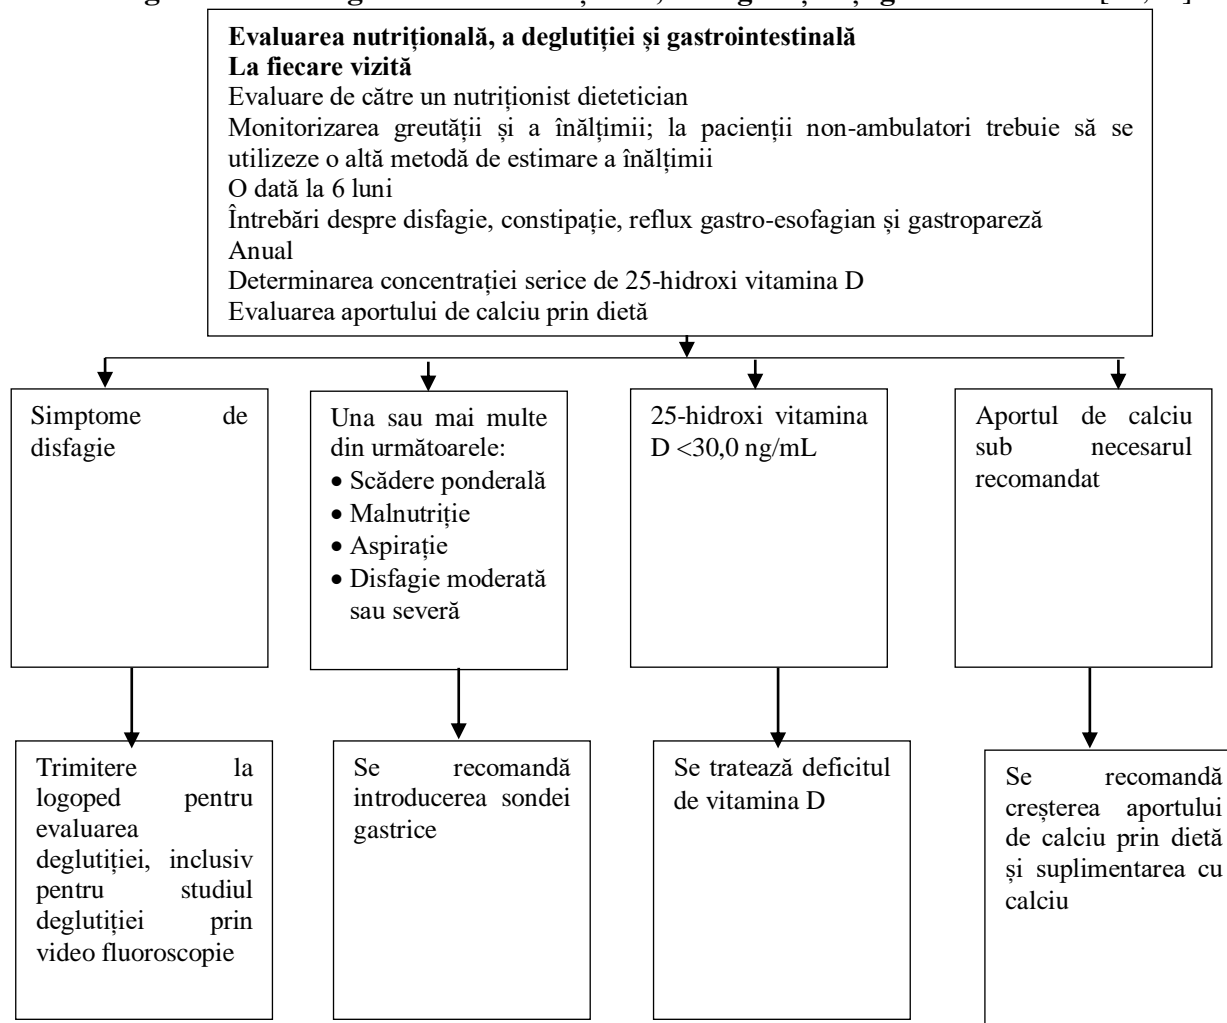 Evaluarea nutrițională, a deglutiției și gastrointestinală
La fiecare vizită
Evaluare de către un nutriționist dietetician
Monitorizarea greutății și a înălțimii; la pacienții non-ambulatori trebuie să se
utilizeze o altă metodă de estimare a înălțimii
O dată la 6 luni
Întrebări despre disfagie, constipație, reflux gastro-esofagian și gastropareză
Anual
Determinarea concentrației serice de 25-hidroxi vitamina D
Evaluarea aportului de calciu prin dietă
Simptome de
disfagie
Una sau mai multe
din următoarele:
• Scădere ponderală
• Malnutriție
• Aspirație
• Disfagie moderată
sau severă
25-hidroxi vitamina
D <30,0 ng/mL
Aportul de calciu
sub necesarul
recomandat
Trimitere la
logoped pentru
evaluarea
deglutiției, inclusiv
pentru studiul
deglutiției prin
video fluoroscopie
Se recomandă
introducerea sondei
gastrice
Se tratează deficitul
de vitamina D
Se recomandă
creșterea aportului
de calciu prin dietă
și suplimentarea cu
calciu